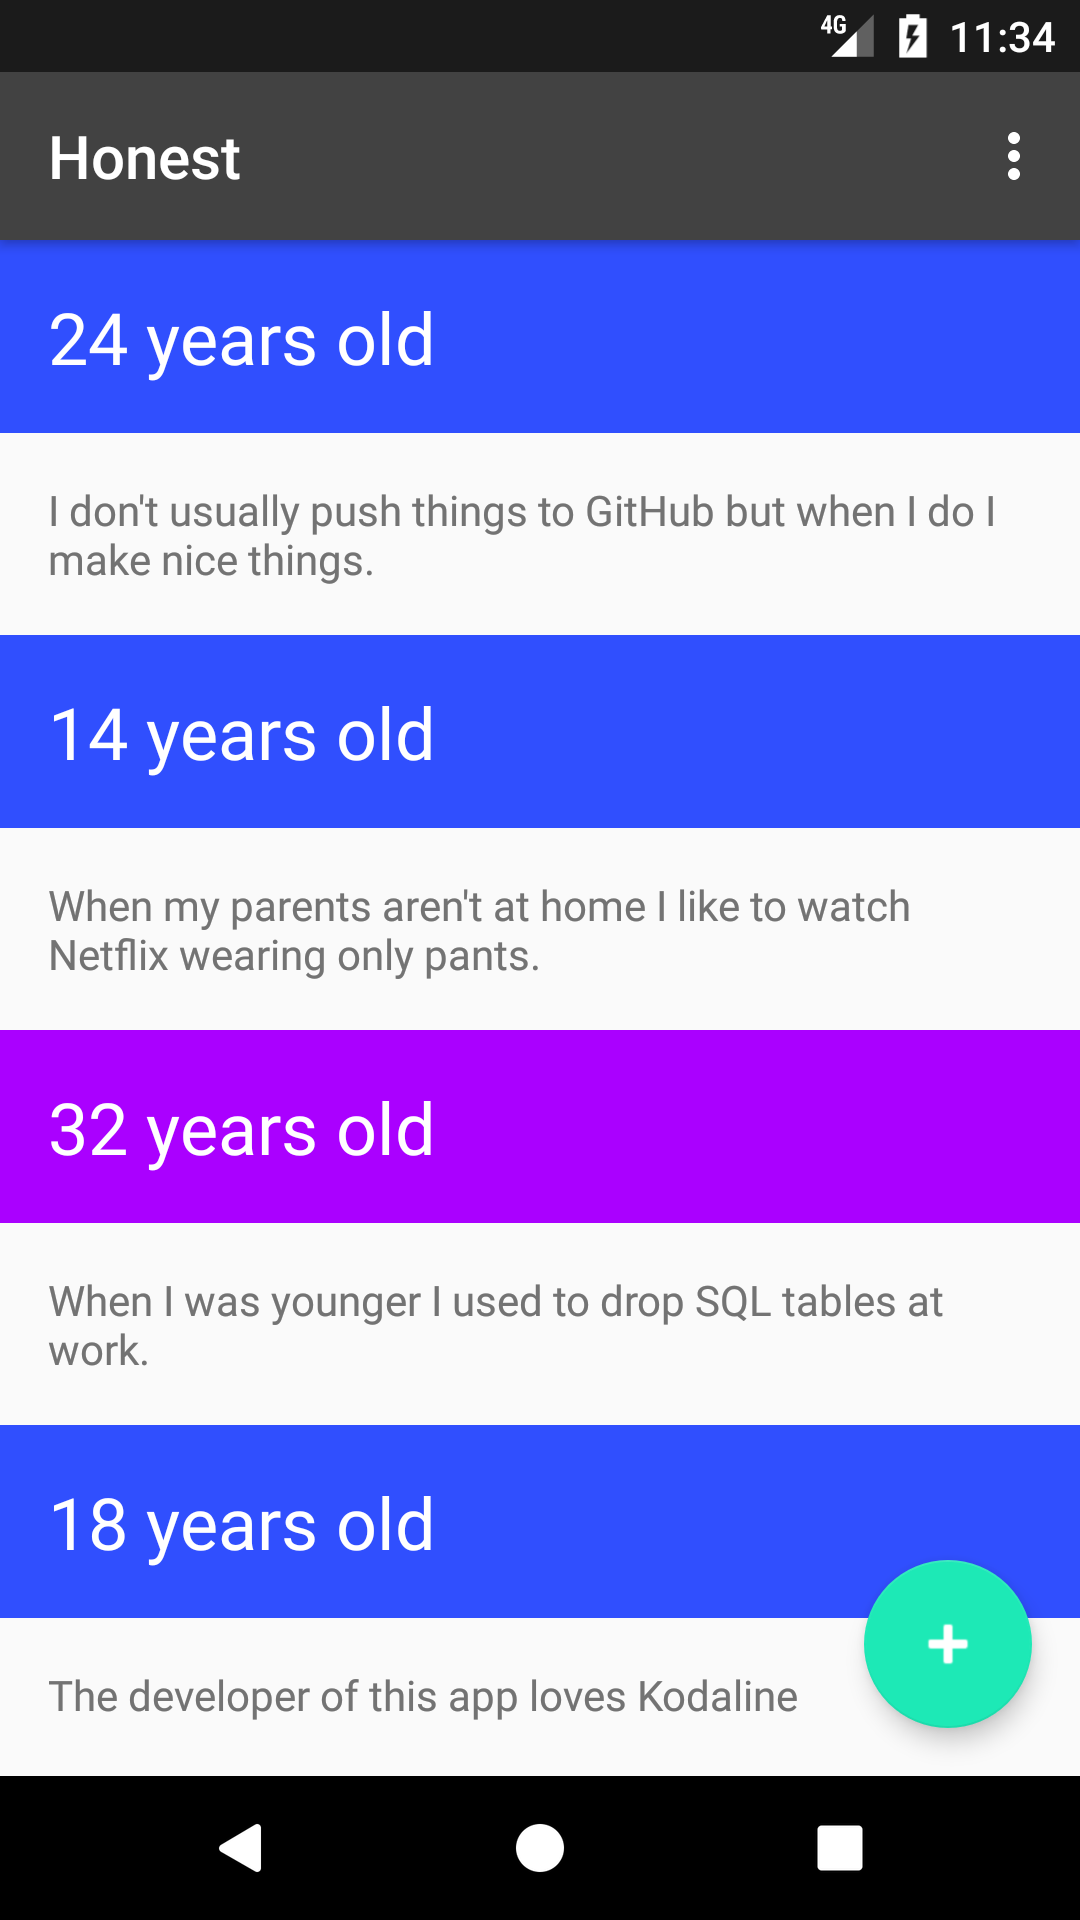 4G 11:34
Honest
24 years old
I don't usually push things to GitHub but when I do I
make nice things.
14 years old
When my parents aren't at home I like to watch
Netflix wearing only pants.
32 years old
When I was younger I used to drop SQL tables at
work.
18 years old
The developer of this app loves Kodaline